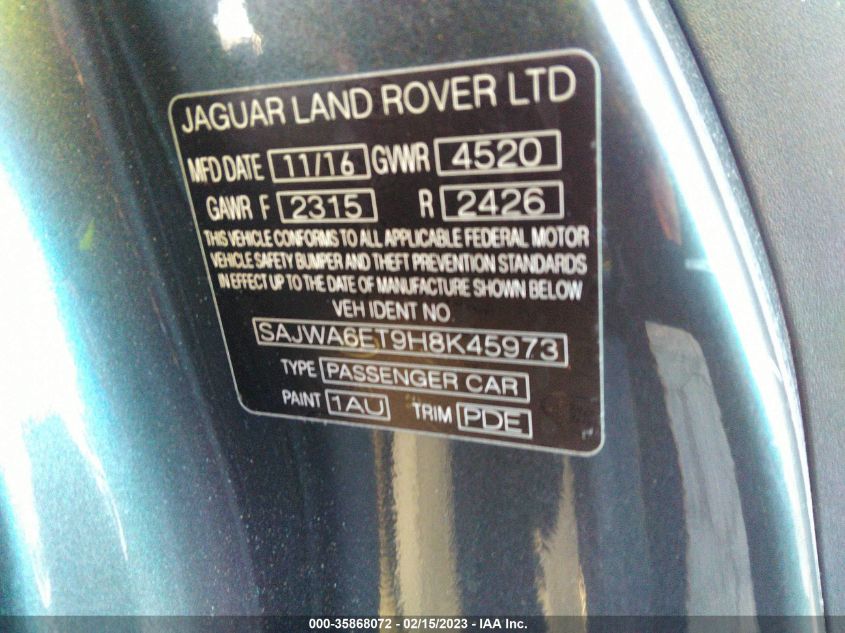 JAGUAR LAND ROVER LTD
MFD DATE 11/16 GVWR 4520
GAWR F 2315 R 2426
THIS VEHICLE CONFORMS TO ALL APPLICABLE FEDERAL MOTOR
VEHICLE SAFETY BUMPER AND THEFT PREVENTION STANDARDS
IN EFFECT UP TO THE DATE OF MANUFACTURE SHOWN BELOW
VEH IDENT NO
SAJWA6ET9H8K45973
TYPE PASSENGER CAR
PAINT 1AU TRIM PDE
000-35868072 - 02/15/2023 - IAA Inc.